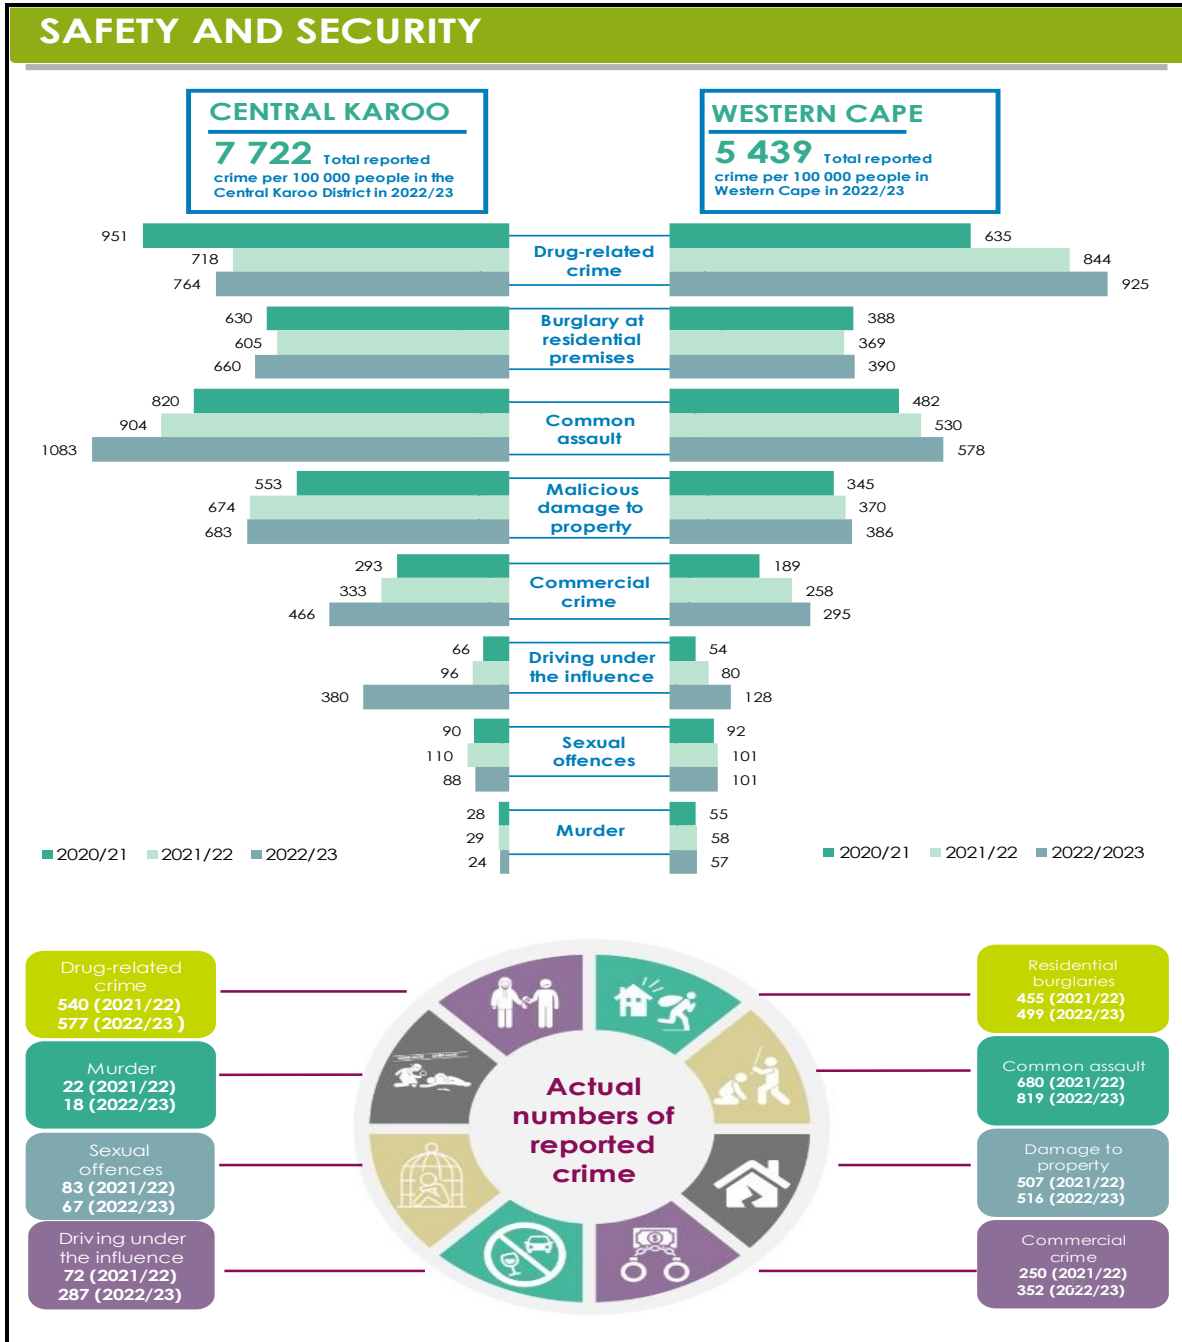 SAFETY AND SECURITY
CENTRAL KAROO
7 722 Total reported
crime per 100 000 people in the
Central Karoo District in 2022/23
WESTERN CAPE
5 439 Total reported
crime per 100 000 people in
Western Cape in 2022/23
951
718
764
Drug-related
crime
635
844
925
630
605
660
Burglary at
residential
premises
388
369
390
820
904
1083
Common
assault
482
530
578
553
674
683
Malicious
damage to
property
345
370
386
293
333
466
Commercial
crime
189
258
295
66
96
380
Driving under
the influence
54
80
128
90
110
88
Sexual
offences
92
101
101
28
29
24
Murder
55
58
57
2020/21 2021/22 2022/23
2020/21 2021/22 2022/2023
Drug-related
crime
540 (2021/22)
577 (2022/23 )
Murder
22 (2021/22)
18 (2022/23)
Sexual
offences
83 (2021/22)
67 (2022/23)
Driving under
the influence
72 (2021/22)
287 (2022/23)
Actual
numbers of
reported
crime
Residential
burglaries
455 (2021/22)
499 (2022/23)
Common assault
680 (2021/22)
819 (2022/23)
Damage to
property
507 (2021/22)
516 (2022/23)
Commercial
crime
250 (2021/22)
352 (2022/23)